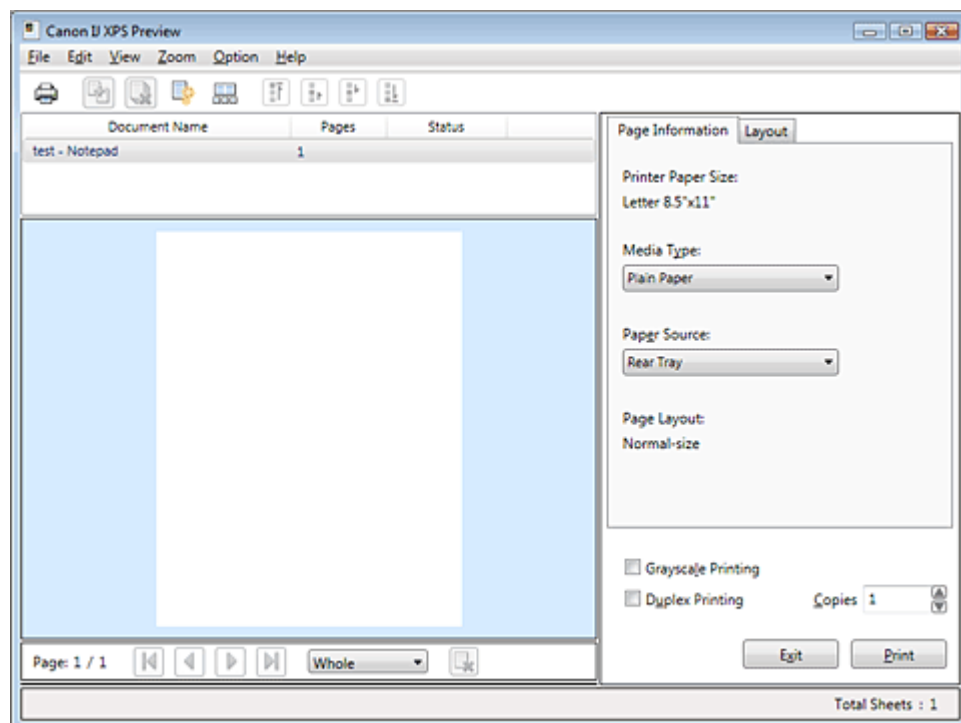 Canon IJ XPS Preview
File Edit View Zoom Option Help
Document Name Pages Status
test - Notepad 1
Page Information Layout
Printer Paper Size:
Letter 8.5"x11"
Media Type:
Plain Paper
Paper Source:
Rear Tray
Page Layout:
Normal-size
Grayscale Printing
Duplex Printing Copies 1
Page: 1 / 1 Whole Exit Print
Total Sheets : 1